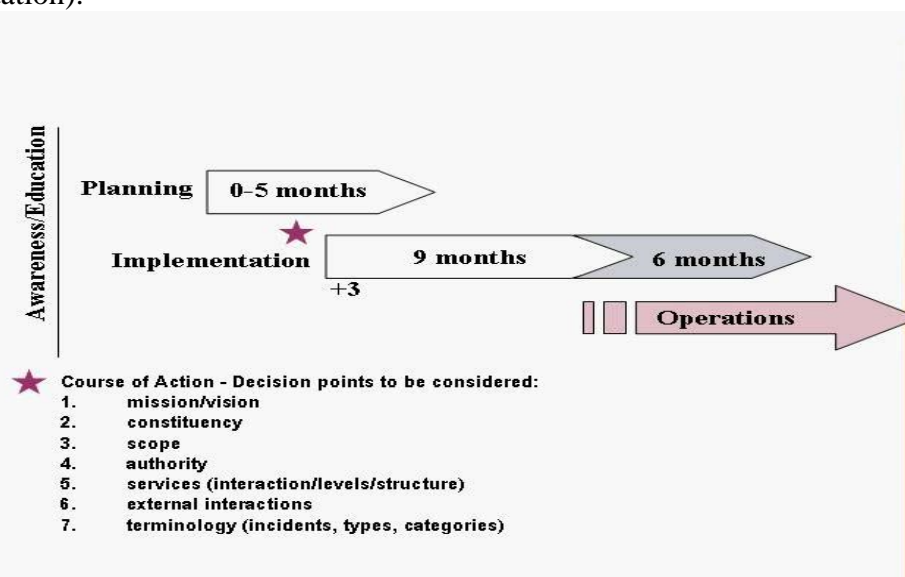 Awareness/Education
Planning
0-5 months
Implementation
9 months
6 months
+3
Operations
Course of Action - Decision points to be considered:
1. mission/vision
2. constituency
3. scope
4. authority
5. services (interaction/levels/structure)
6. external interactions
7. terminology (incidents, types, categories)